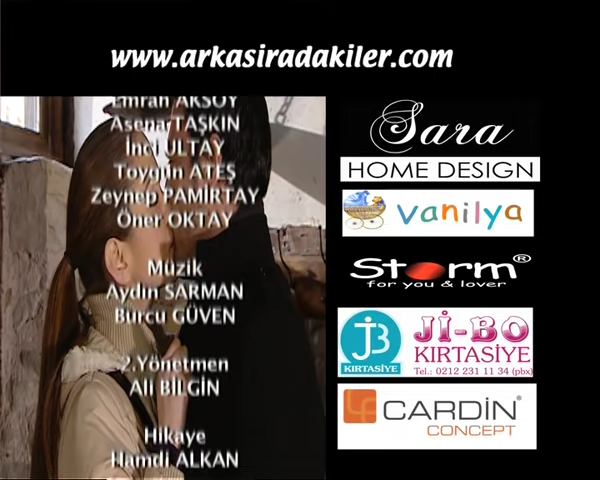 www.arkasiradakiler.com
Emrah AKSOY
Asena TAŞKIN
İnci ULTAY
Toygun ATEŞ
Zeynep PAMİRTAY
Öner OKTAY
Müzik
Aydın SARMAN
Burcu GÜVEN
2.Yönetmen
Ali BİLGİN
Hikaye
Hamdi ALKAN
Sara
HOME DESIGN
vanilya
Storm®
for you & lover
JB
KIRTASİYE
Jİ-BO
KIRTASİYE
Tel.: 0212 231 11 34 (pbx)
CARDİN®
CONCEPT